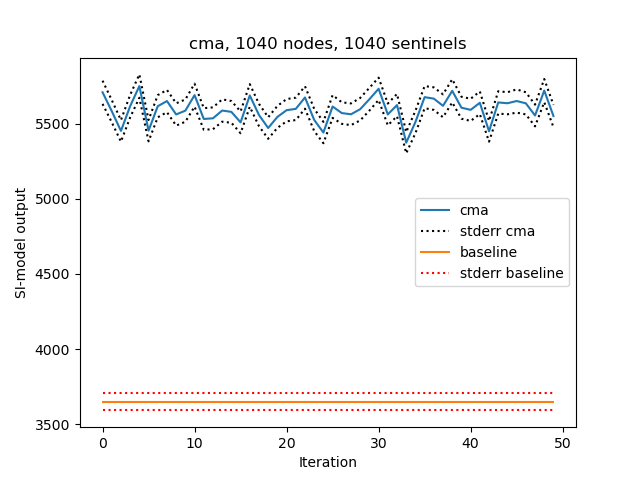 cma, 1040 nodes, 1040 sentinels
SI-model output
5500
5000
4500
4000
3500
cma
stderr cma
baseline
stderr baseline
0 10 20 30 40 50
Iteration